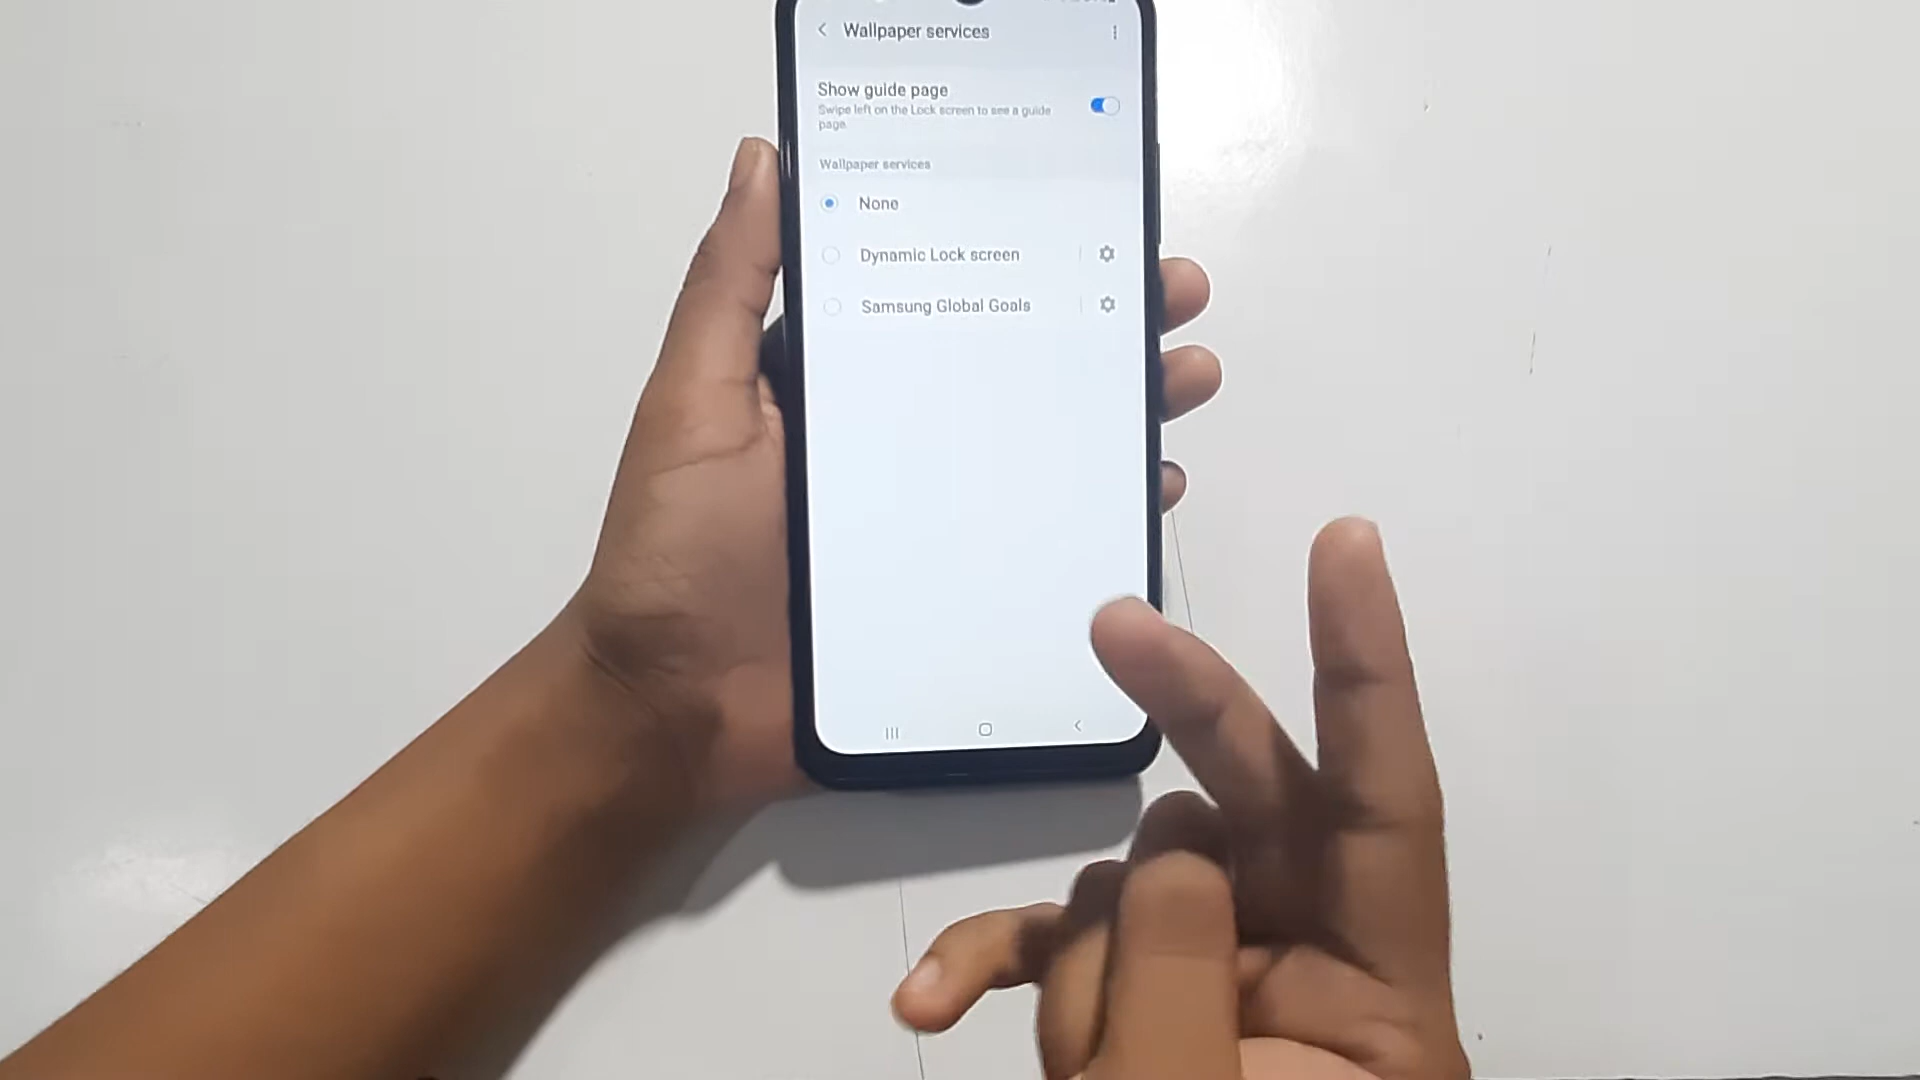 Wallpaper services
Show guide page
Swipe left on the Lock screen to see a guide
page.
Wallpaper services
None
Dynamic Lock screen
Samsung Global Goals